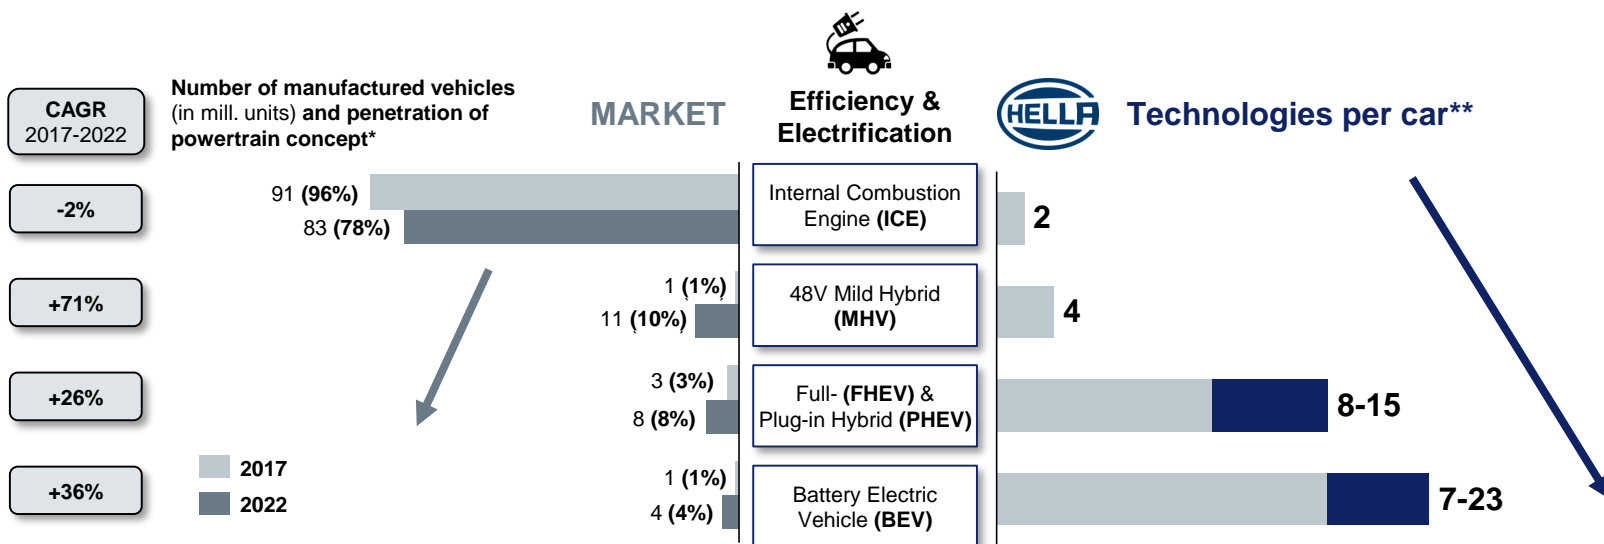 CAGR
2017-2022
Number of manufactured vehicles
(in mill. units) and penetration of
powertrain concept*
MARKET
Efficiency &
Electrification
HELLA
Technologies per car**
-2%
91 (96%)
83 (78%)
Internal Combustion
Engine (ICE)
2
+71%
1 (1%)
11 (10%)
48V Mild Hybrid
(MHV)
4
+26%
3 (3%)
8 (8%)
Full- (FHEV) &
Plug-in Hybrid (PHEV)
8-15
+36%
2017
2022
1 (1%)
4 (4%)
Battery Electric
Vehicle (BEV)
7-23